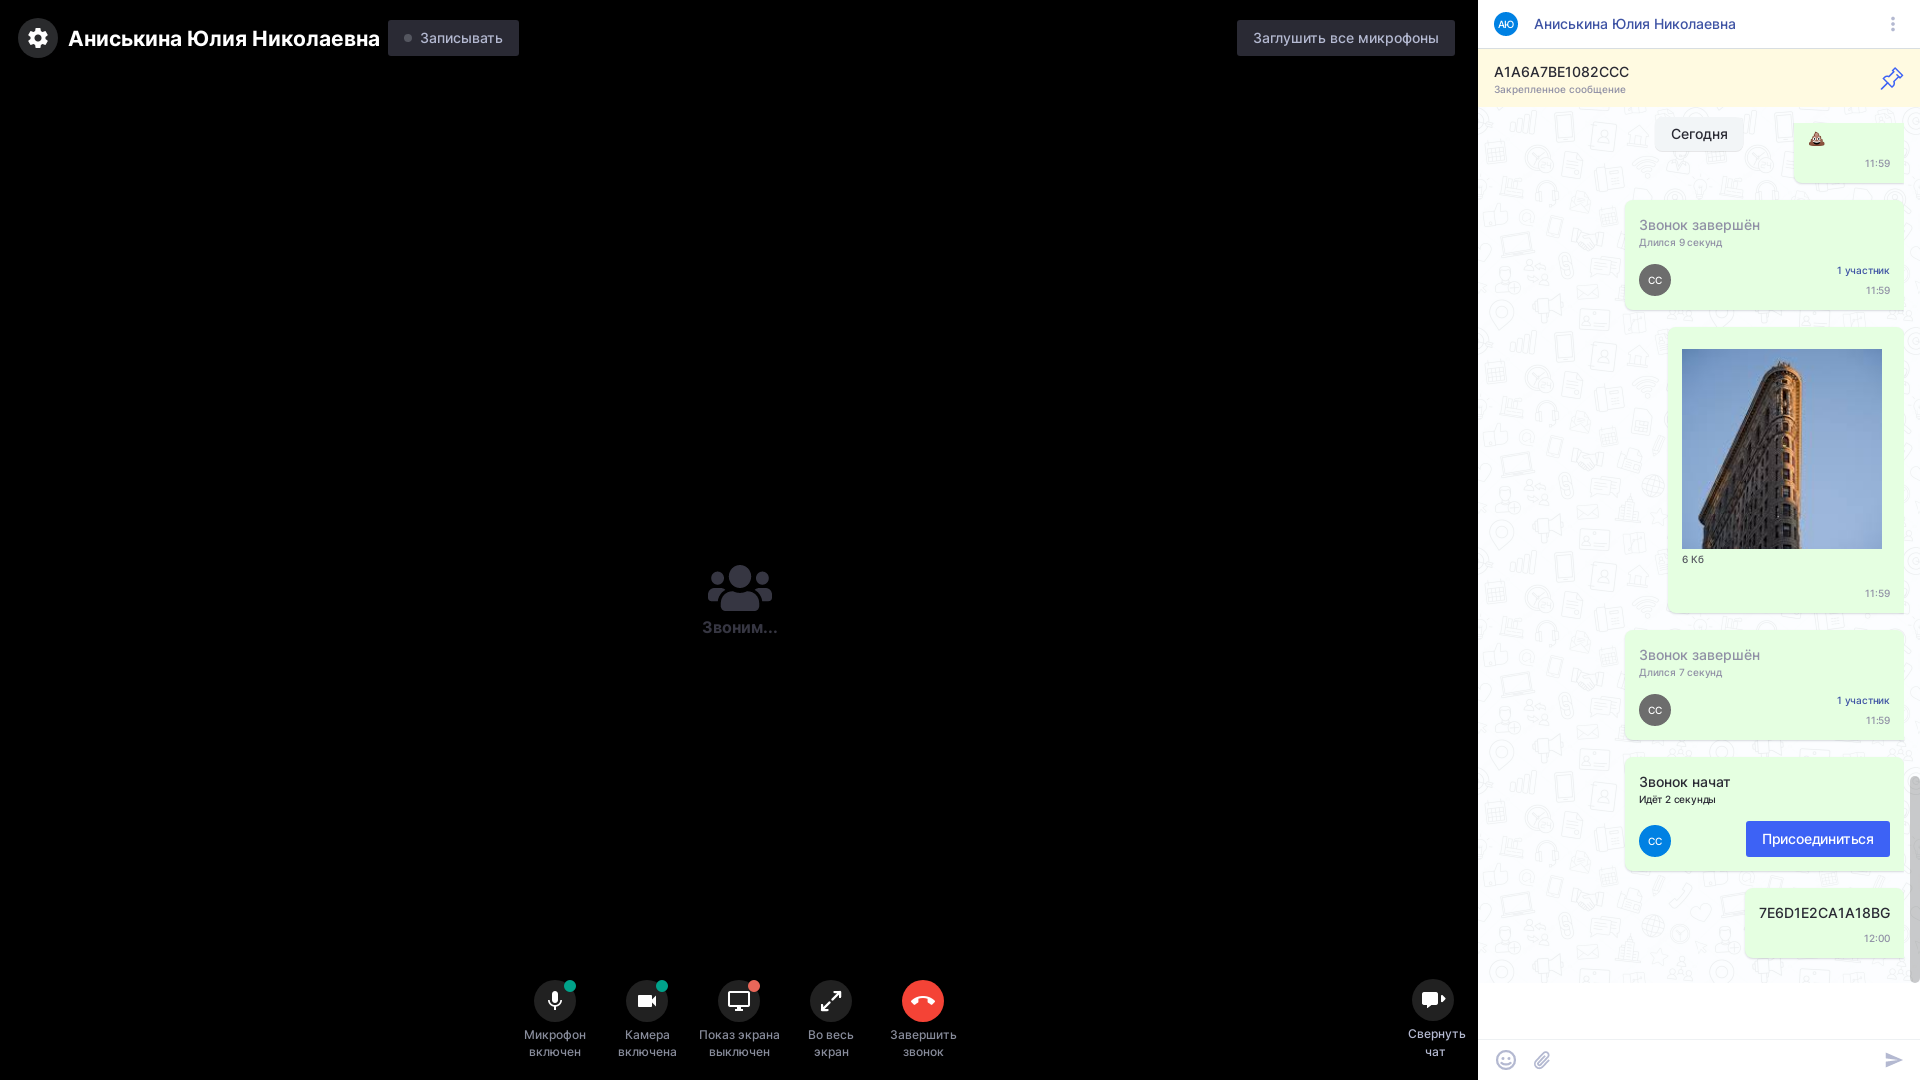 Аниськина Юлия Николаевна
Записывать
Заглушить все микрофоны
Звоним...
Микрофон
включен
Камера
включена
Показ экрана
выключен
Во весь
экран
Завершить
звонок
Свернуть
чат
АЮ
Аниськина Юлия Николаевна
A1A6A7BE1082CCC
Закрепленное сообщение
Сегодня
11:59
Звонок завершён
Длился 9 секунд
СС
1 участник
11:59
6 Кб
11:59
Звонок завершён
Длился 7 секунд
СС
1 участник
11:59
Звонок начат
Идёт 2 секунды
СС
Присоединиться
7E6D1E2CA1A18BG
12:00